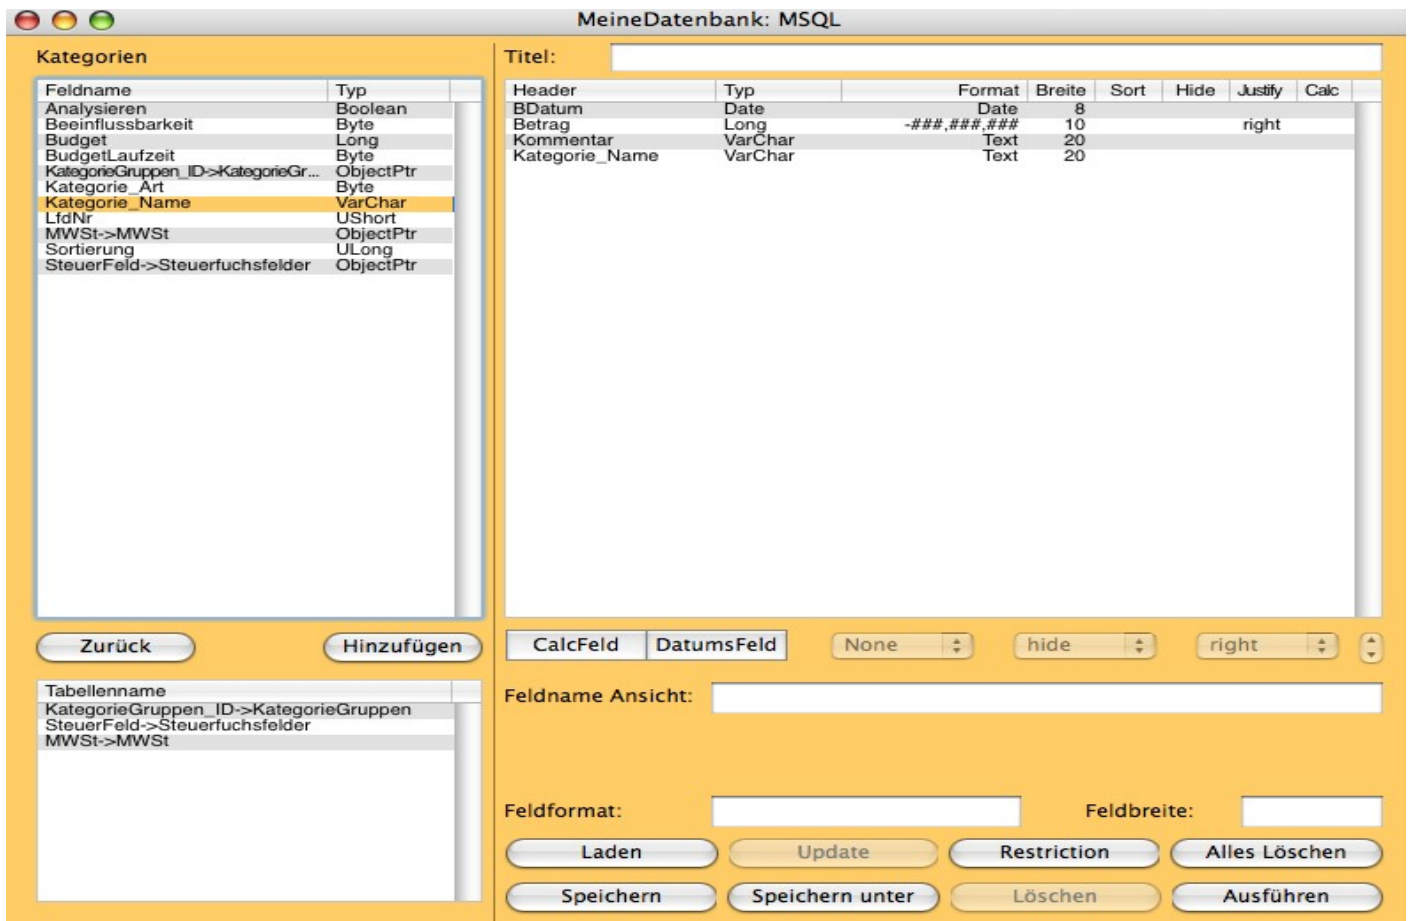 MeineDatenbank: MSQL
Kategorien
Feldname Typ
Analysieren Boolean
Beeinflussbarkeit Byte
Budget Long
BudgetLaufzeit Byte
KategorieGruppen_ID->KategorieGr... ObjectPtr
Kategorie_Art Byte
Kategorie_Name VarChar
LfdNr UShort
MWSt->MWSt ObjectPtr
Sortierung ULong
SteuerFeld->Steuerfuchsfelder ObjectPtr
Zurück Hinzufügen
Tabellenname
KategorieGruppen_ID->KategorieGruppen
SteuerFeld->Steuerfuchsfelder
MWSt->MWSt
Titel:
Header Typ Format Breite Sort Hide Justify Calc
BDatum Date Date 8
Betrag Long -###,###,### 10 right
Kommentar VarChar Text 20
Kategorie_Name VarChar Text 20
CalcFeld DatumsFeld None hide right
Feldname Ansicht:
Feldformat: Feldbreite:
Laden Update Restriction Alles Löschen
Speichern Speichern unter Löschen Ausführen